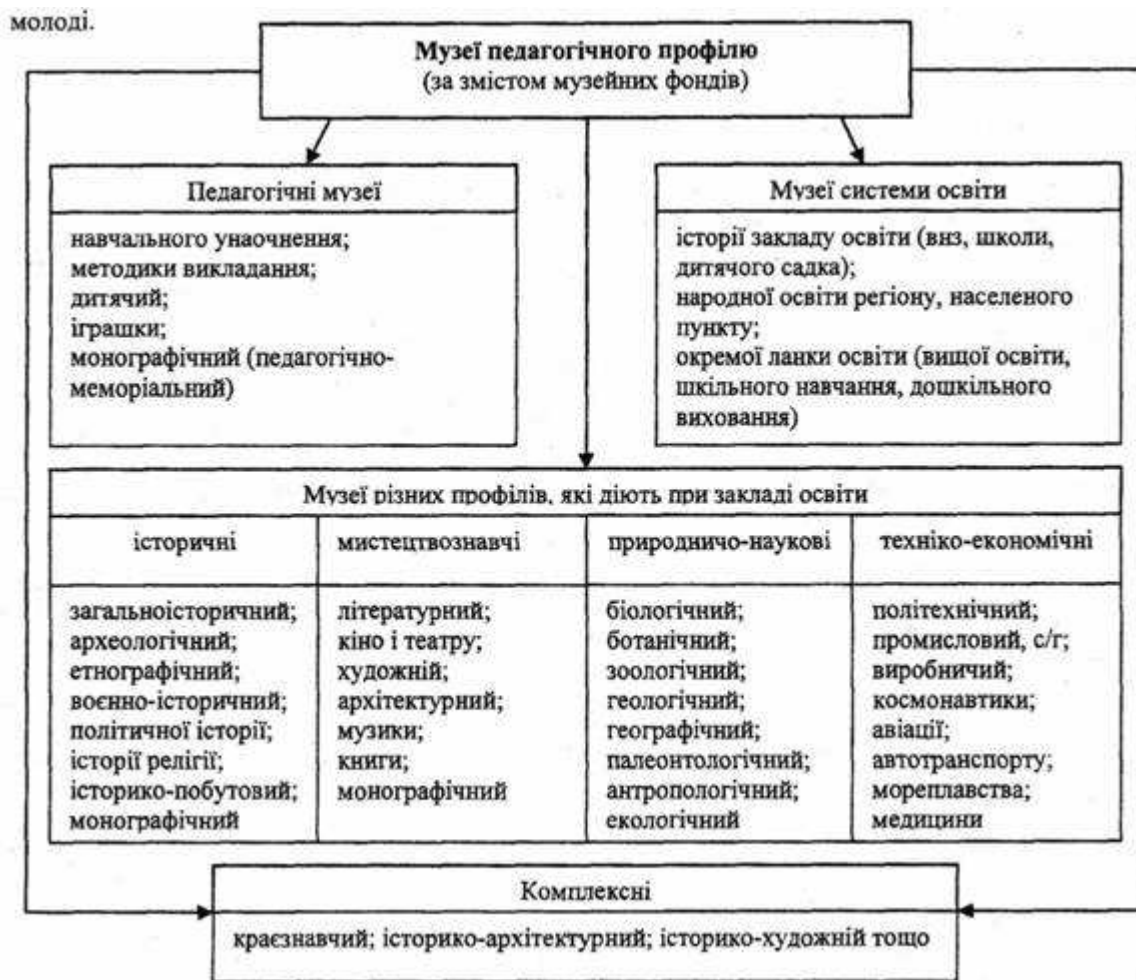 молоді.
Музеї педагогічного профілю
(за змістом музейних фондів)
Педагогічні музеї
навчального унаочнення;
методики викладання;
дитячий;
іграшки;
монографічний (педагогічно-
меморіальний)
Музеї системи освіти
історії закладу освіти (внз, школи,
дитячого садка);
народної освіти регіону, населеного
пункту;
окремої ланки освіти (вищої освіти,
шкільного навчання, дошкільного
виховання)
Музеї різних профілів, які діють при закладі освіти
історичні
загальноісторичний;
археологічний;
етнографічний;
воєнно-історичний;
політичної історії;
історії релігії;
історико-побутовий;
монографічний
мистецтвознавчі
літературний;
кіно і театру;
художній;
архітектурний;
музики;
книги;
монографічний
природничо-наукові
біологічний;
ботанічний;
зоологічний;
геологічний;
географічний;
палеонтологічний;
антропологічний;
екологічний
техніко-економічні
політехнічний;
промисловий, с/г;
виробничий;
космонавтики;
авіації;
автотранспорту;
мореплавства;
медицини
Комплексні
краєзнавчий; історико-архітектурний; історико-художній тощо